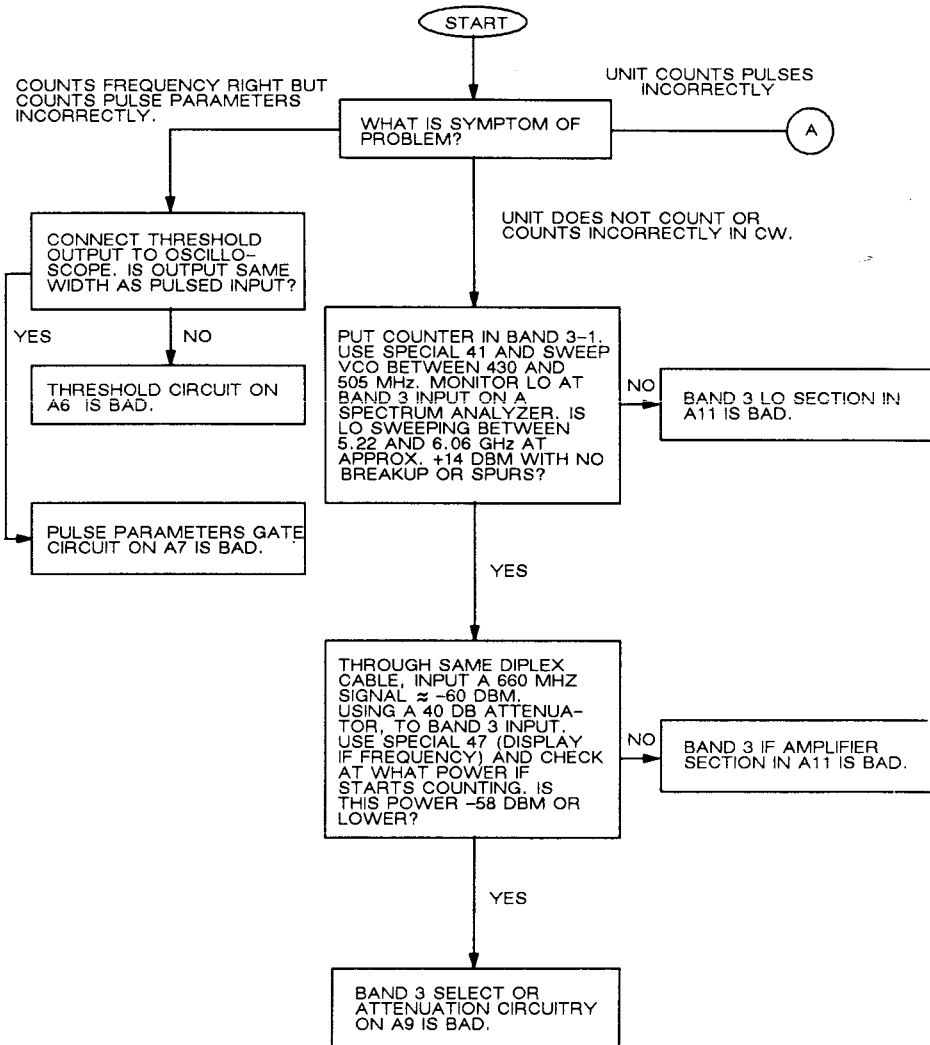 START
COUNTS FREQUENCY RIGHT BUT
COUNTS PULSE PARAMETERS
INCORRECTLY.
UNIT COUNTS PULSES
INCORRECTLY
WHAT IS SYMPTOM OF
PROBLEM?
A
UNIT DOES NOT COUNT OR
COUNTS INCORRECTLY IN CW.
CONNECT THRESHOLD
OUTPUT TO OSCILLO-
SCOPE. IS OUTPUT SAME
WIDTH AS PULSED INPUT?
YES
NO
THRESHOLD CIRCUIT ON
A6 IS BAD.
PULSE PARAMETERS GATE
CIRCUIT ON A7 IS BAD.
PUT COUNTER IN BAND 3-1.
USE SPECIAL 41 AND SWEEP
VCO BETWEEN 430 AND
505 MHz. MONITOR LO AT
BAND 3 INPUT ON A
SPECTRUM ANALYZER. IS
LO SWEEPING BETWEEN
5.22 AND 6.06 GHz AT
APPROX. +14 DBM WITH NO
BREAKUP OR SPURS?
NO
BAND 3 LO SECTION IN
A11 IS BAD.
YES
THROUGH SAME DIPLEX
CABLE, INPUT A 660 MHZ
SIGNAL ≈ -60 DBM.
USING A 40 DB ATTENUA-
TOR, TO BAND 3 INPUT.
USE SPECIAL 47 (DISPLAY
IF FREQUENCY) AND CHECK
AT WHAT POWER IF
STARTS COUNTING. IS
THIS POWER -58 DBM OR
LOWER?
NO
BAND 3 IF AMPLIFIER
SECTION IN A11 IS BAD.
YES
BAND 3 SELECT OR
ATTENUATION CIRCUITRY
ON A9 IS BAD.